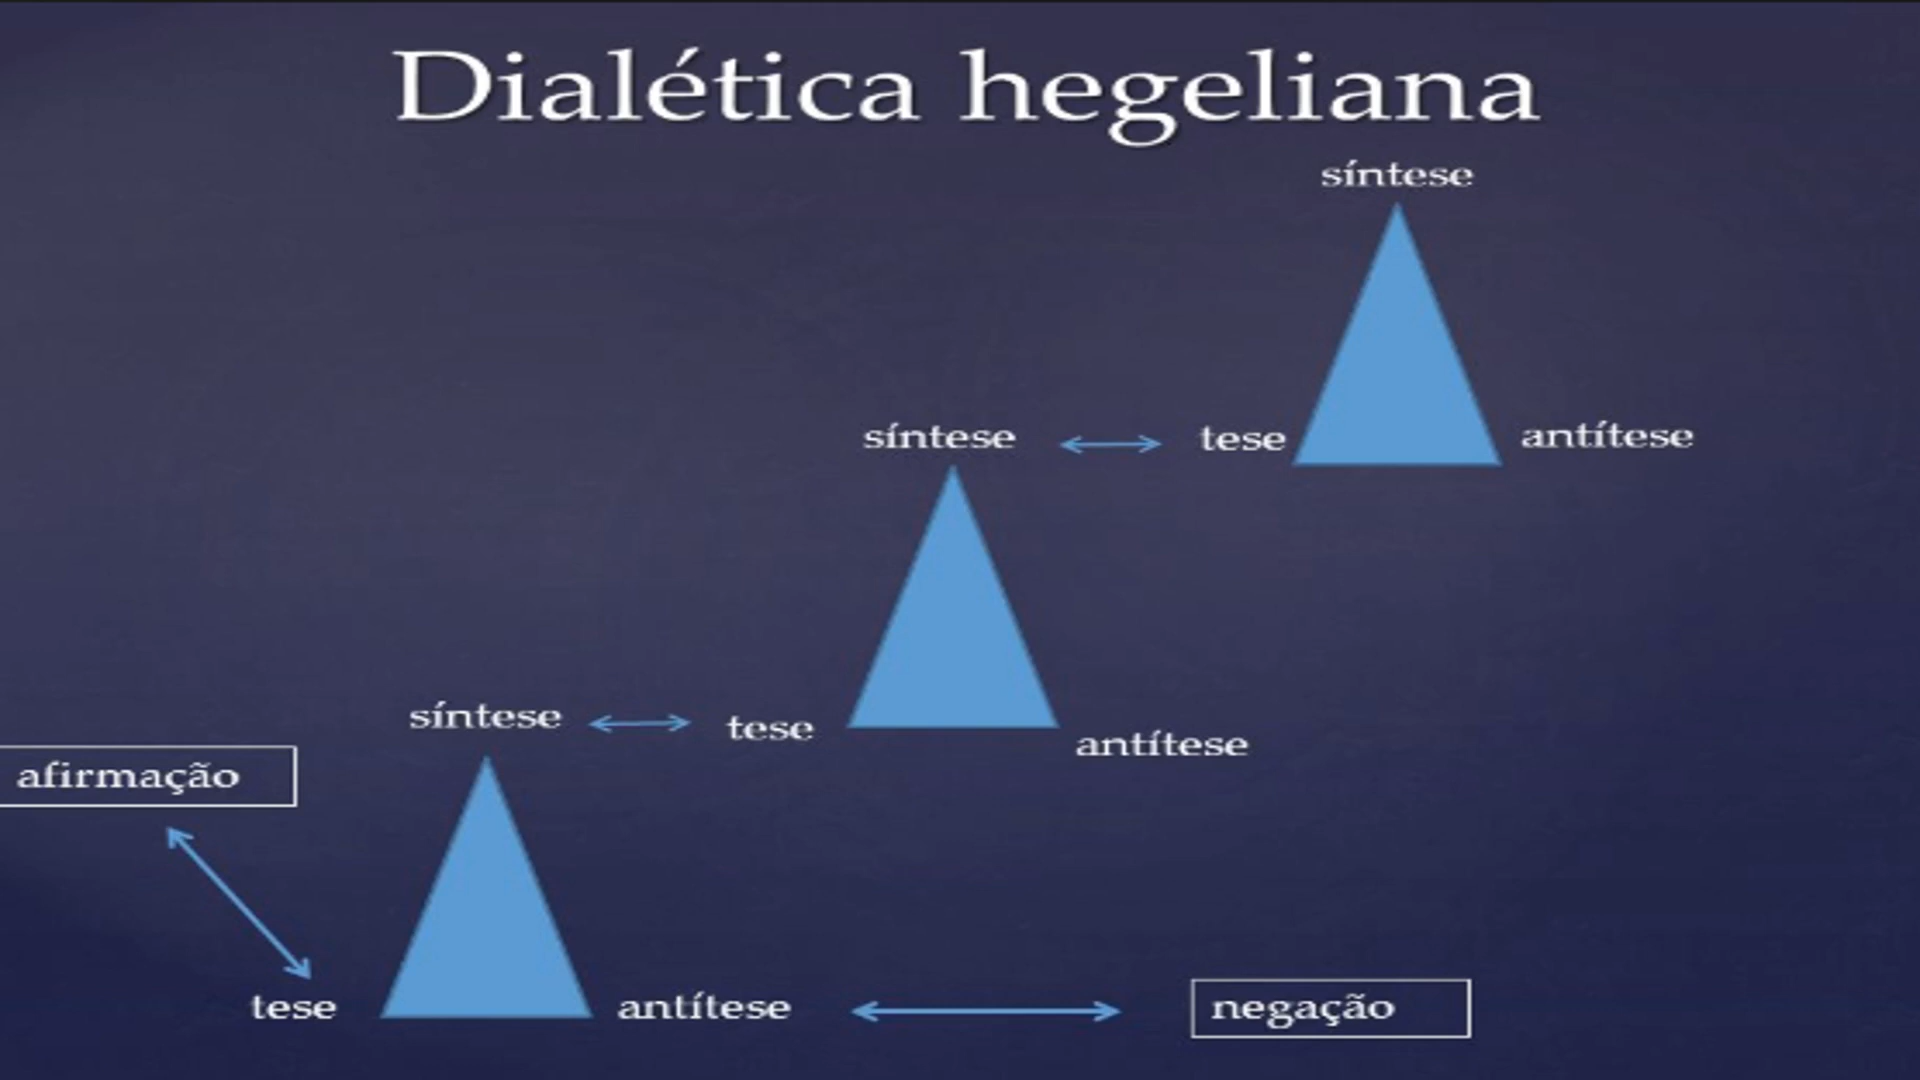 Dialética hegeliana
síntese
síntese
tese
antítese
síntese
tese
antítese
afirmação
tese
antítese
negação